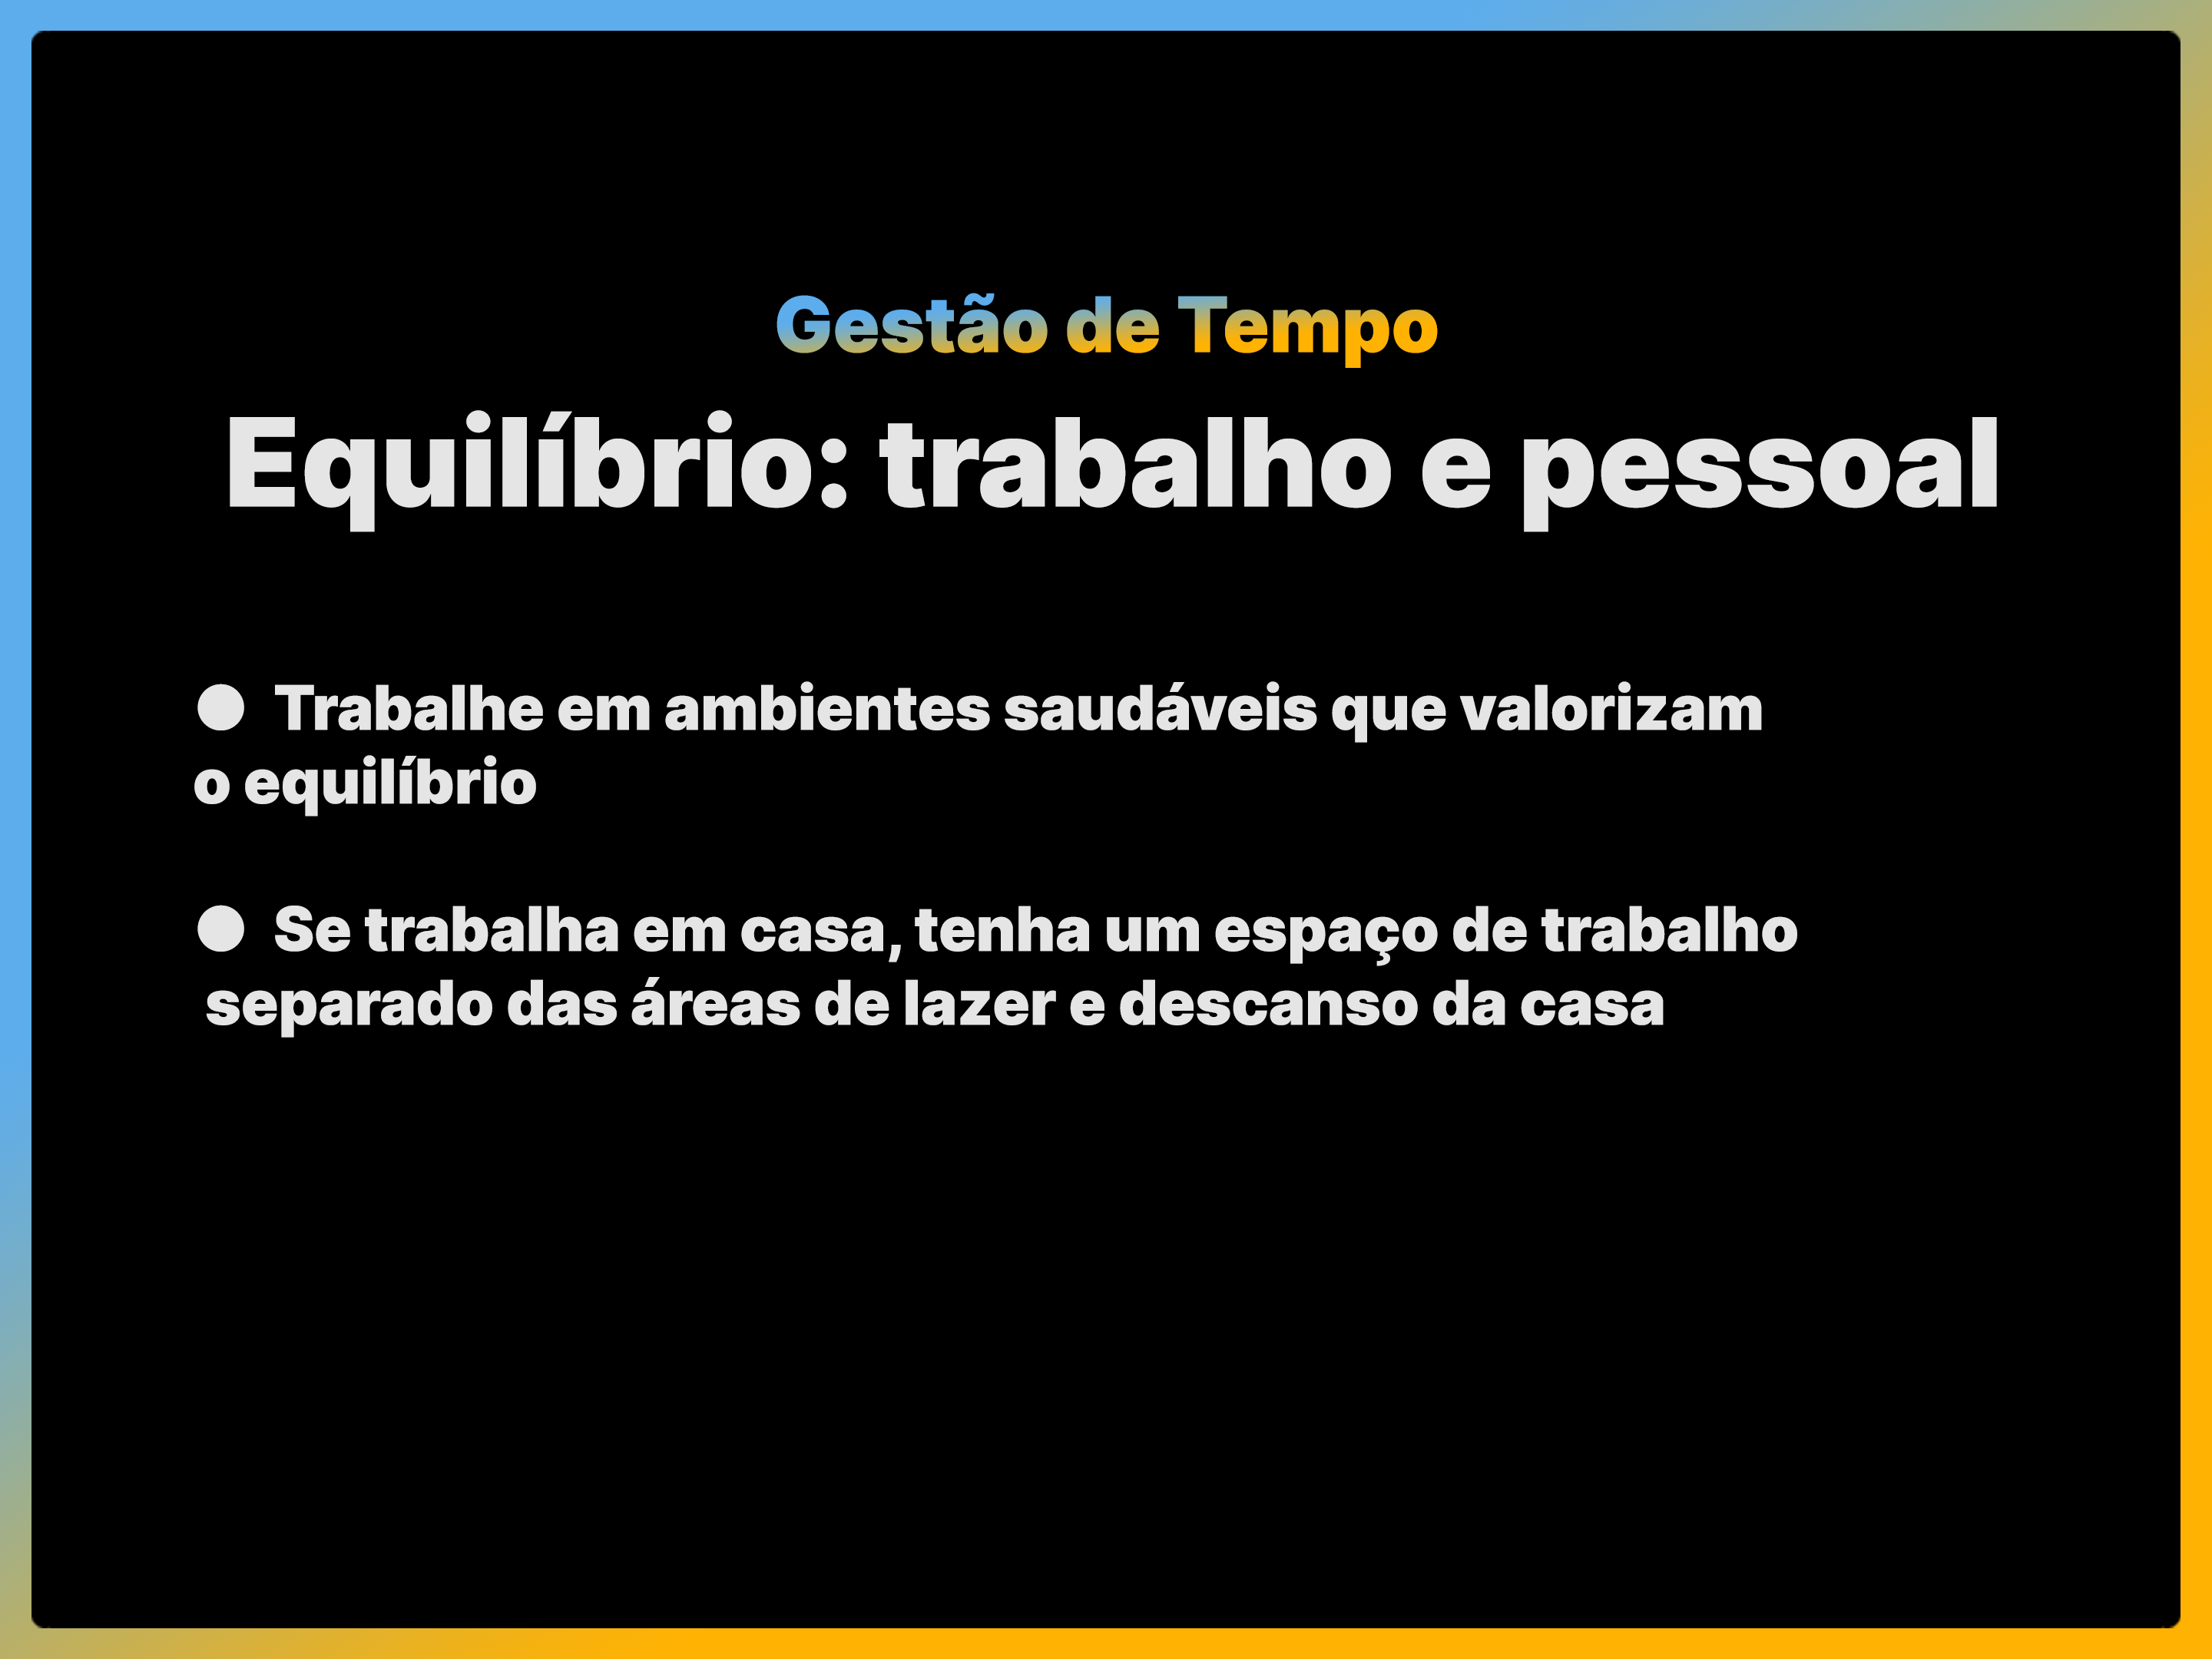 Gestão de Tempo
Equilíbrio: trabalho e pessoal
● Trabalhe em ambientes saudáveis que valorizam
o equilíbrio
● Se trabalha em casa, tenha um espaço de trabalho
separado das áreas de lazer e descanso da casa